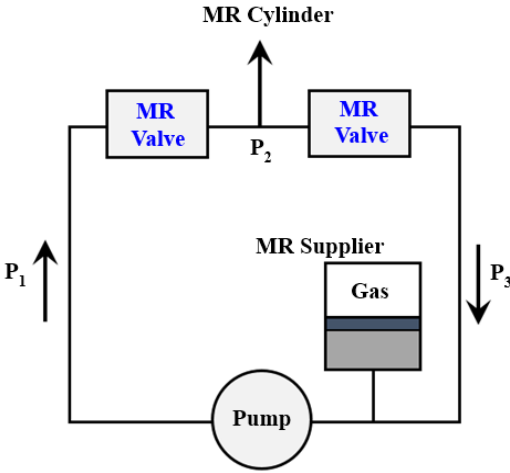 MR Cylinder
MR
Valve
MR
Valve
P2
MR Supplier
P1
P3
Gas
Pump